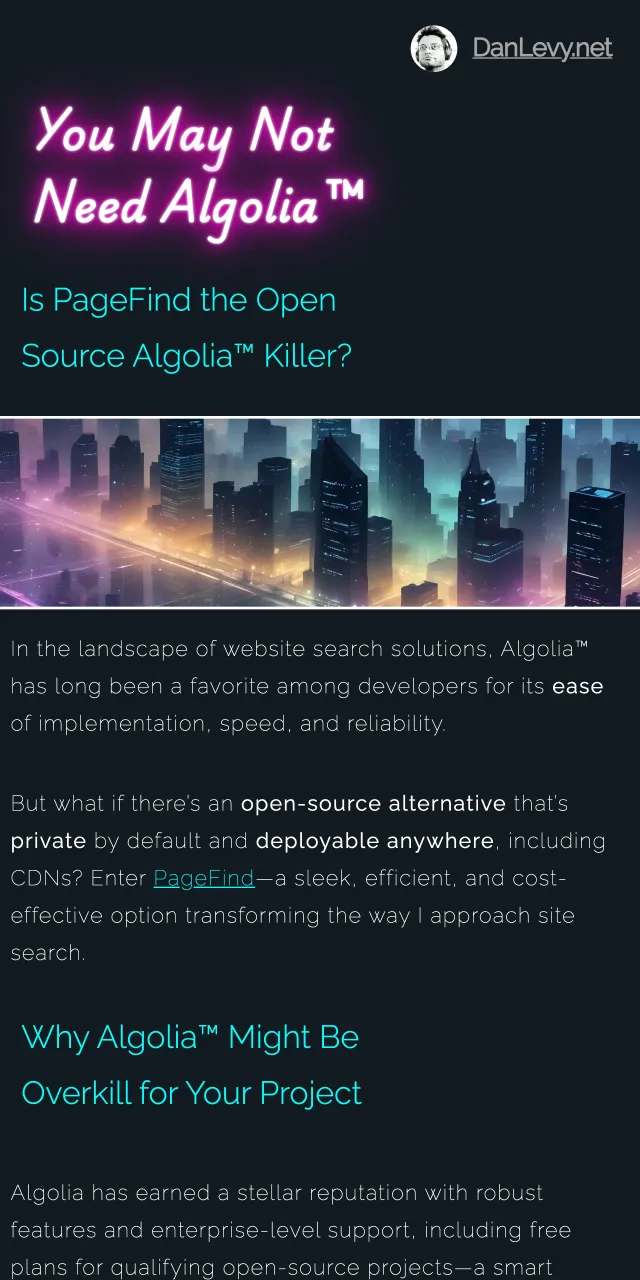 DanLevy.net
You May Not
Need Algolia™
Is PageFind the Open
Source Algolia™ Killer?
In the landscape of website search solutions, Algolia™
has long been a favorite among developers for its ease
of implementation, speed, and reliability.
But what if there's an open-source alternative that's
private by default and deployable anywhere, including
CDNs? Enter PageFind—a sleek, efficient, and cost-
effective option transforming the way I approach site
search.
Why Algolia™ Might Be
Overkill for Your Project
Algolia has earned a stellar reputation with robust
features and enterprise-level support, including free
plans for qualifying open-source projects—a smart